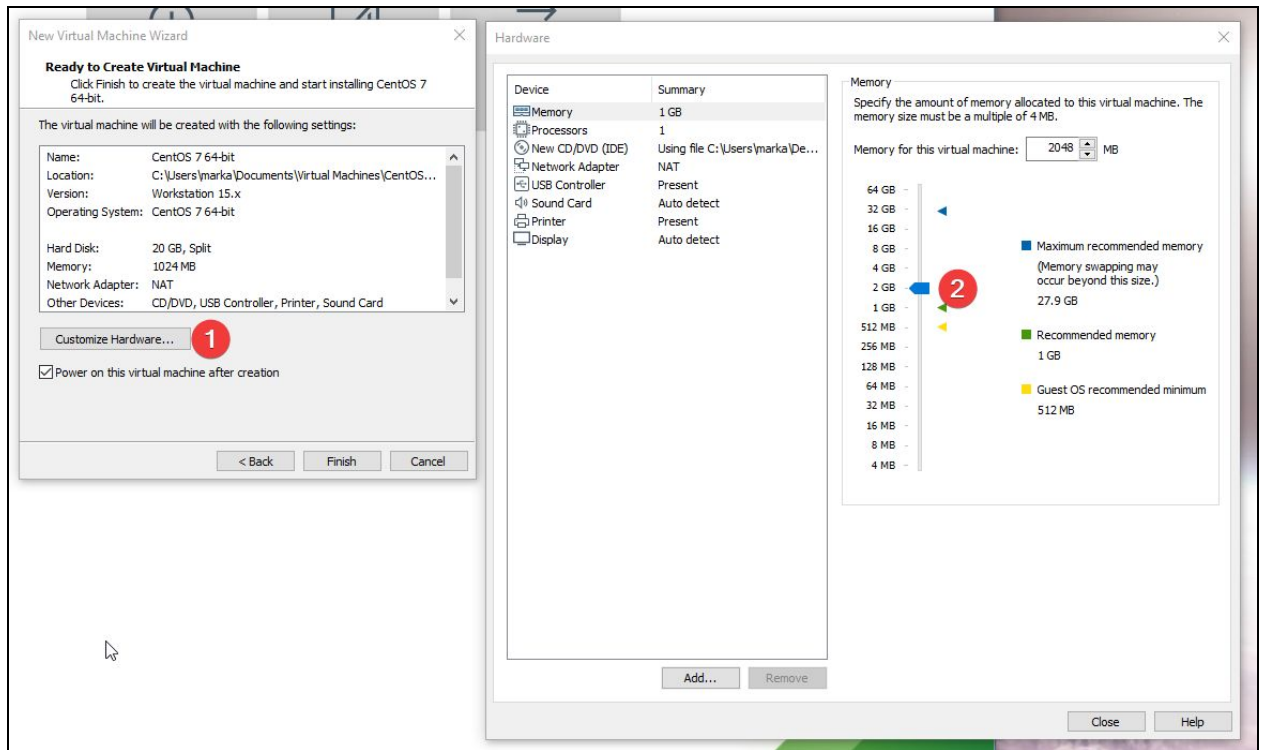 New Virtual Machine Wizard
Ready to Create Virtual Machine
Click Finish to create the virtual machine and start installing CentOS 7
64-bit.
The virtual machine will be created with the following settings:
Name: CentOS 7 64-bit
Location: C:\Users\marka\Documents\Virtual Machines\CentOS...
Version: Workstation 15.x
Operating System: CentOS 7 64-bit
Hard Disk: 20 GB, Split
Memory: 1024 MB
Network Adapter: NAT
Other Devices: CD/DVD, USB Controller, Printer, Sound Card
Customize Hardware... 1
Power on this virtual machine after creation
< Back Finish Cancel
Hardware
Device Summary
Memory 1 GB
Processors 1
New CD/DVD (IDE) Using file C:\Users\marka\De...
Network Adapter NAT
USB Controller Present
Sound Card Auto detect
Printer Present
Display Auto detect
Add... Remove
Memory
Specify the amount of memory allocated to this virtual machine. The
memory size must be a multiple of 4 MB.
Memory for this virtual machine: 2048 MB
64 GB
32 GB
16 GB
8 GB
4 GB
2 GB 2
1 GB
512 MB
256 MB
128 MB
64 MB
32 MB
16 MB
8 MB
4 MB
Maximum recommended memory
(Memory swapping may
occur beyond this size.)
27.9 GB
Recommended memory
1 GB
Guest OS recommended minimum
512 MB
Close Help